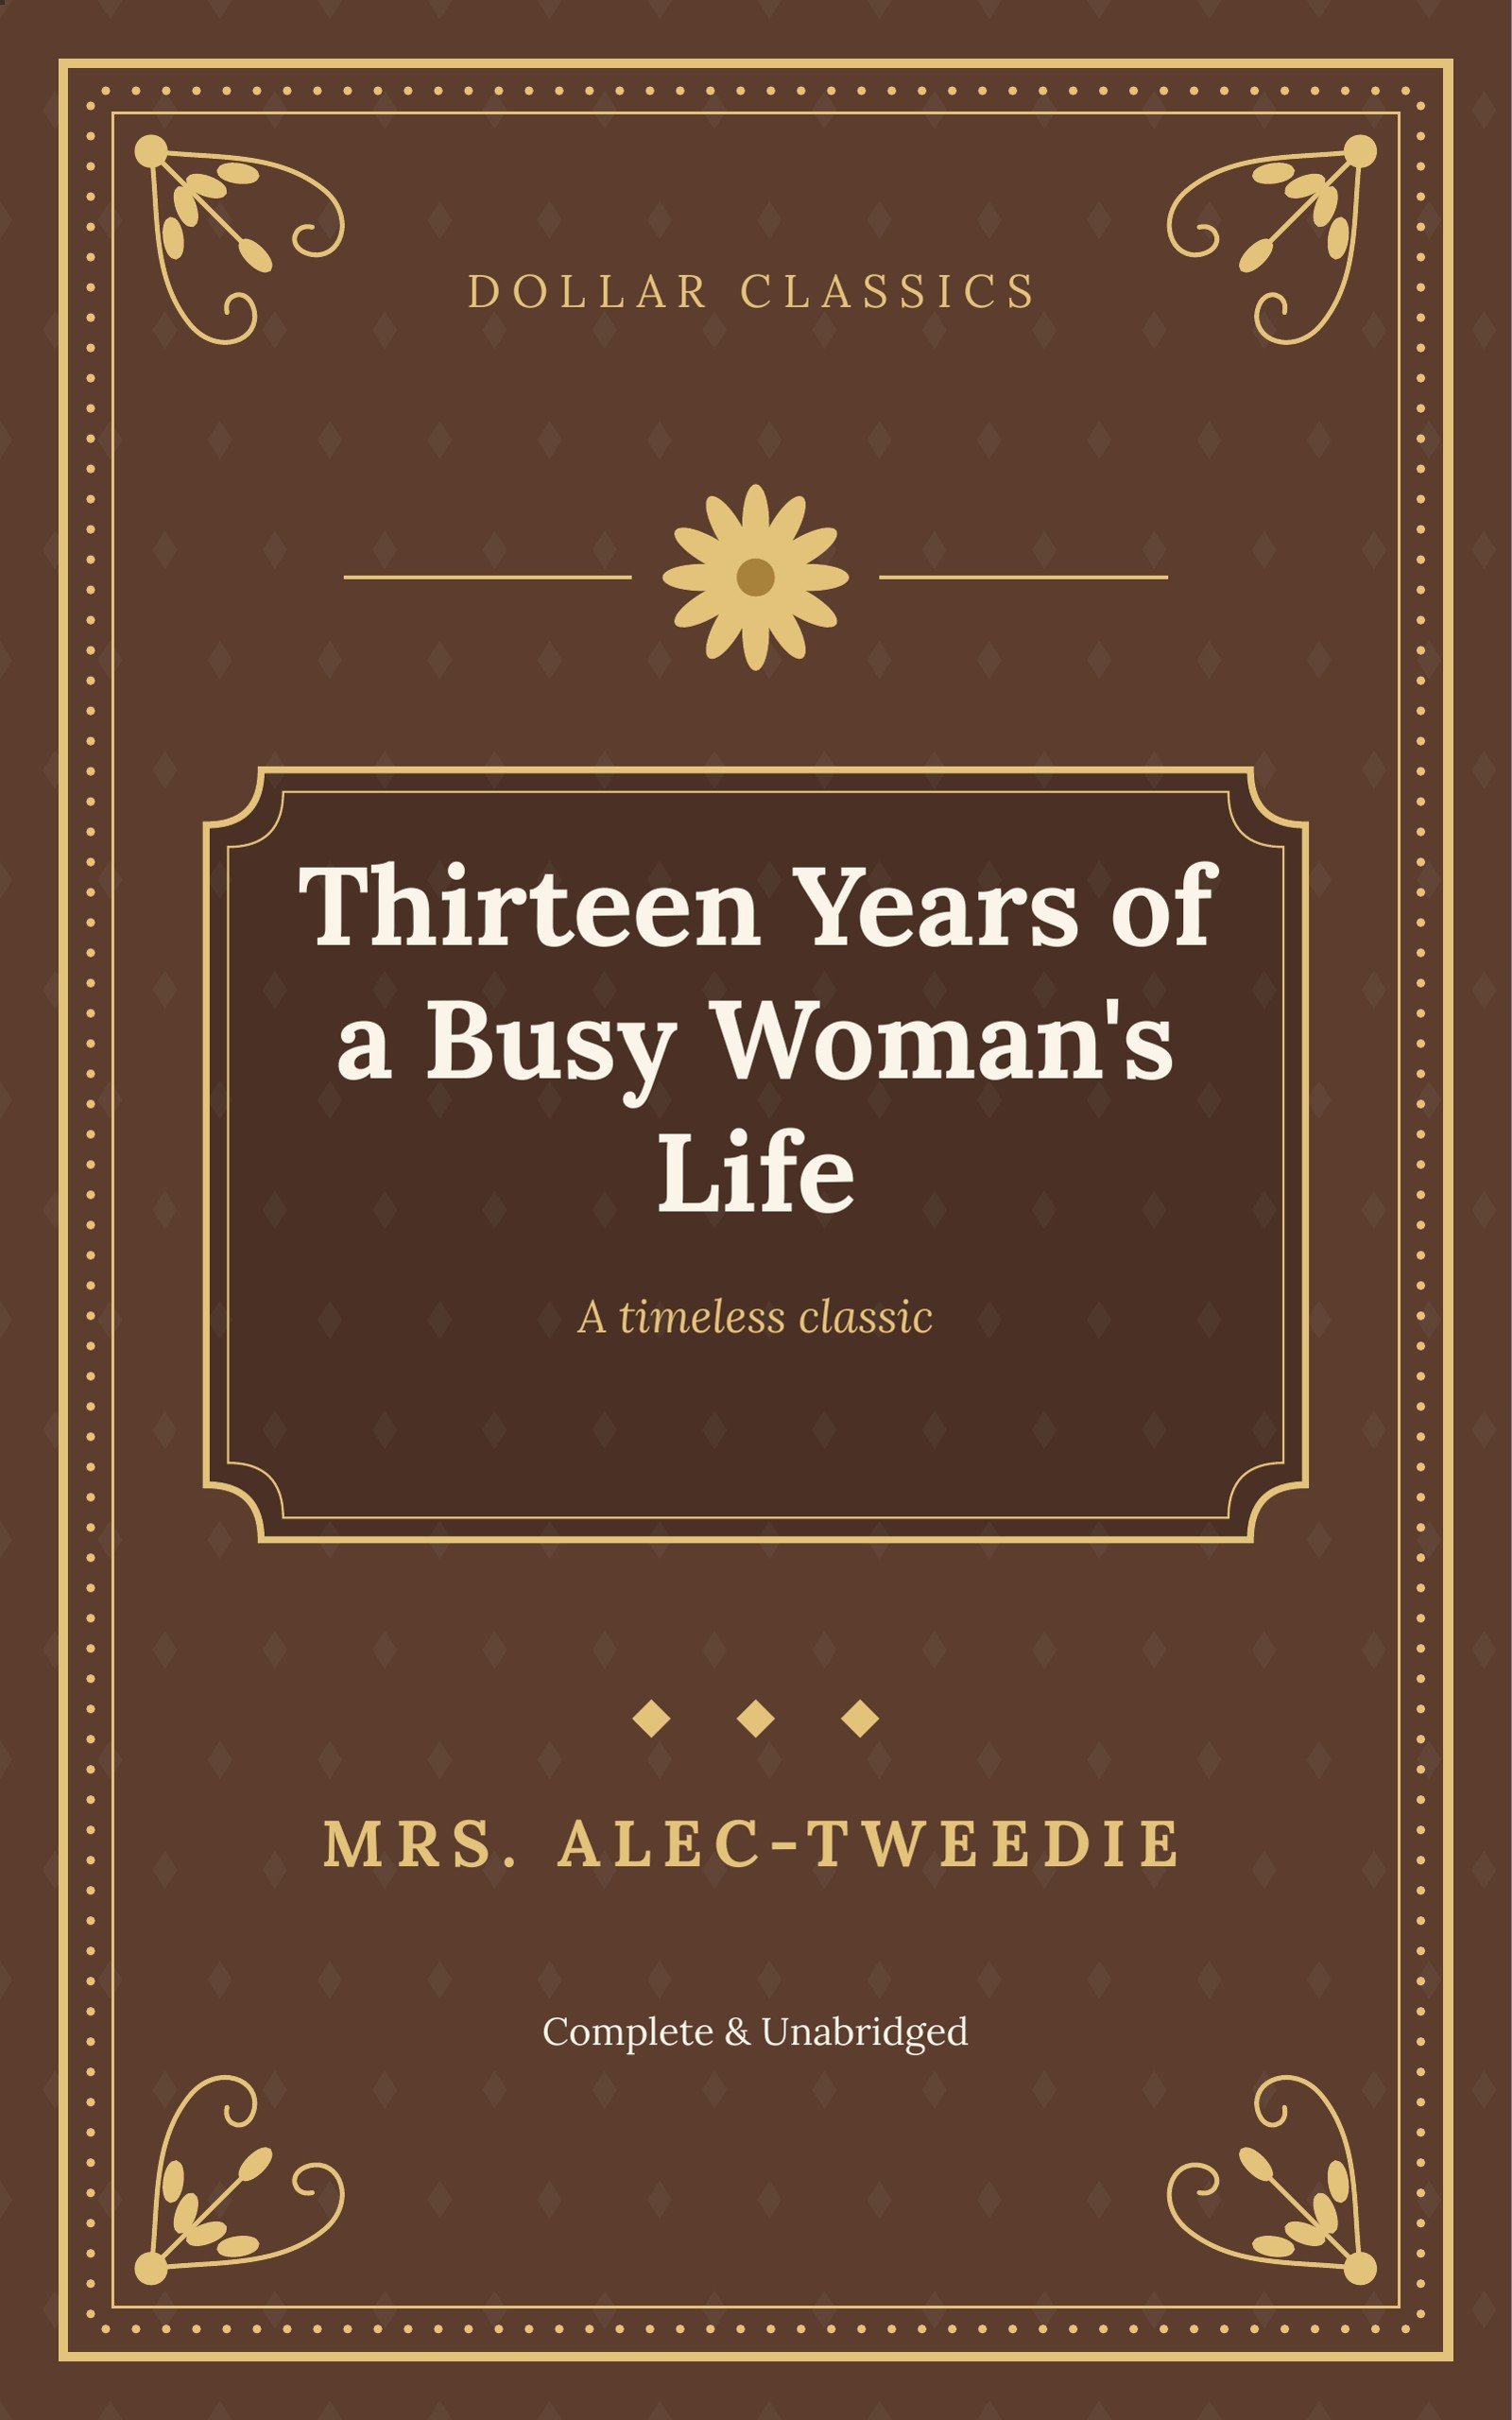 DOLLAR CLASSICS
Thirteen Years of
a Busy Woman's
Life
A timeless classic
MRS. ALEC-TWEEDIE
Complete & Unabridged